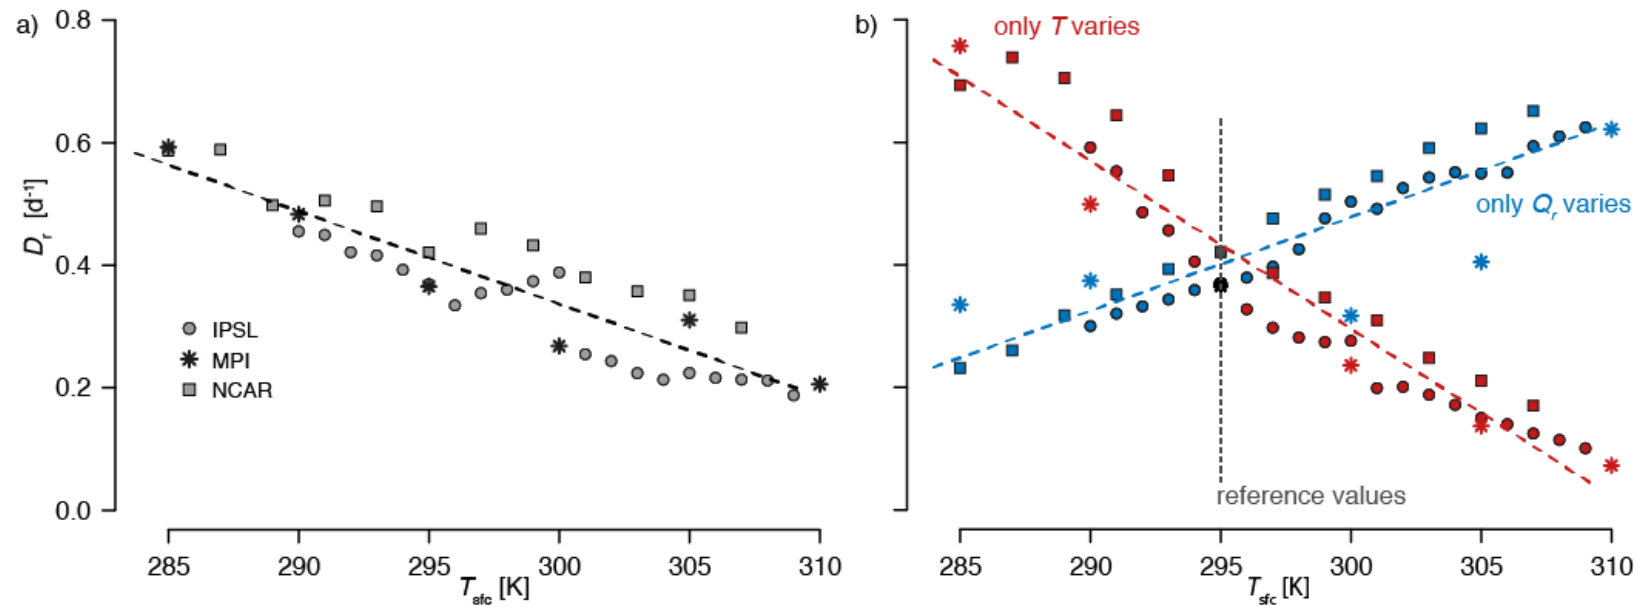 a)
0.8
0.6
0.4
0.2
0.0
D_r [d^-1]
IPSL
MPI
NCAR
285 290 295 300 305 310
T_sfc [K]
b)
only T varies
only Q_r varies
reference values
285 290 295 300 305 310
T_sfc [K]